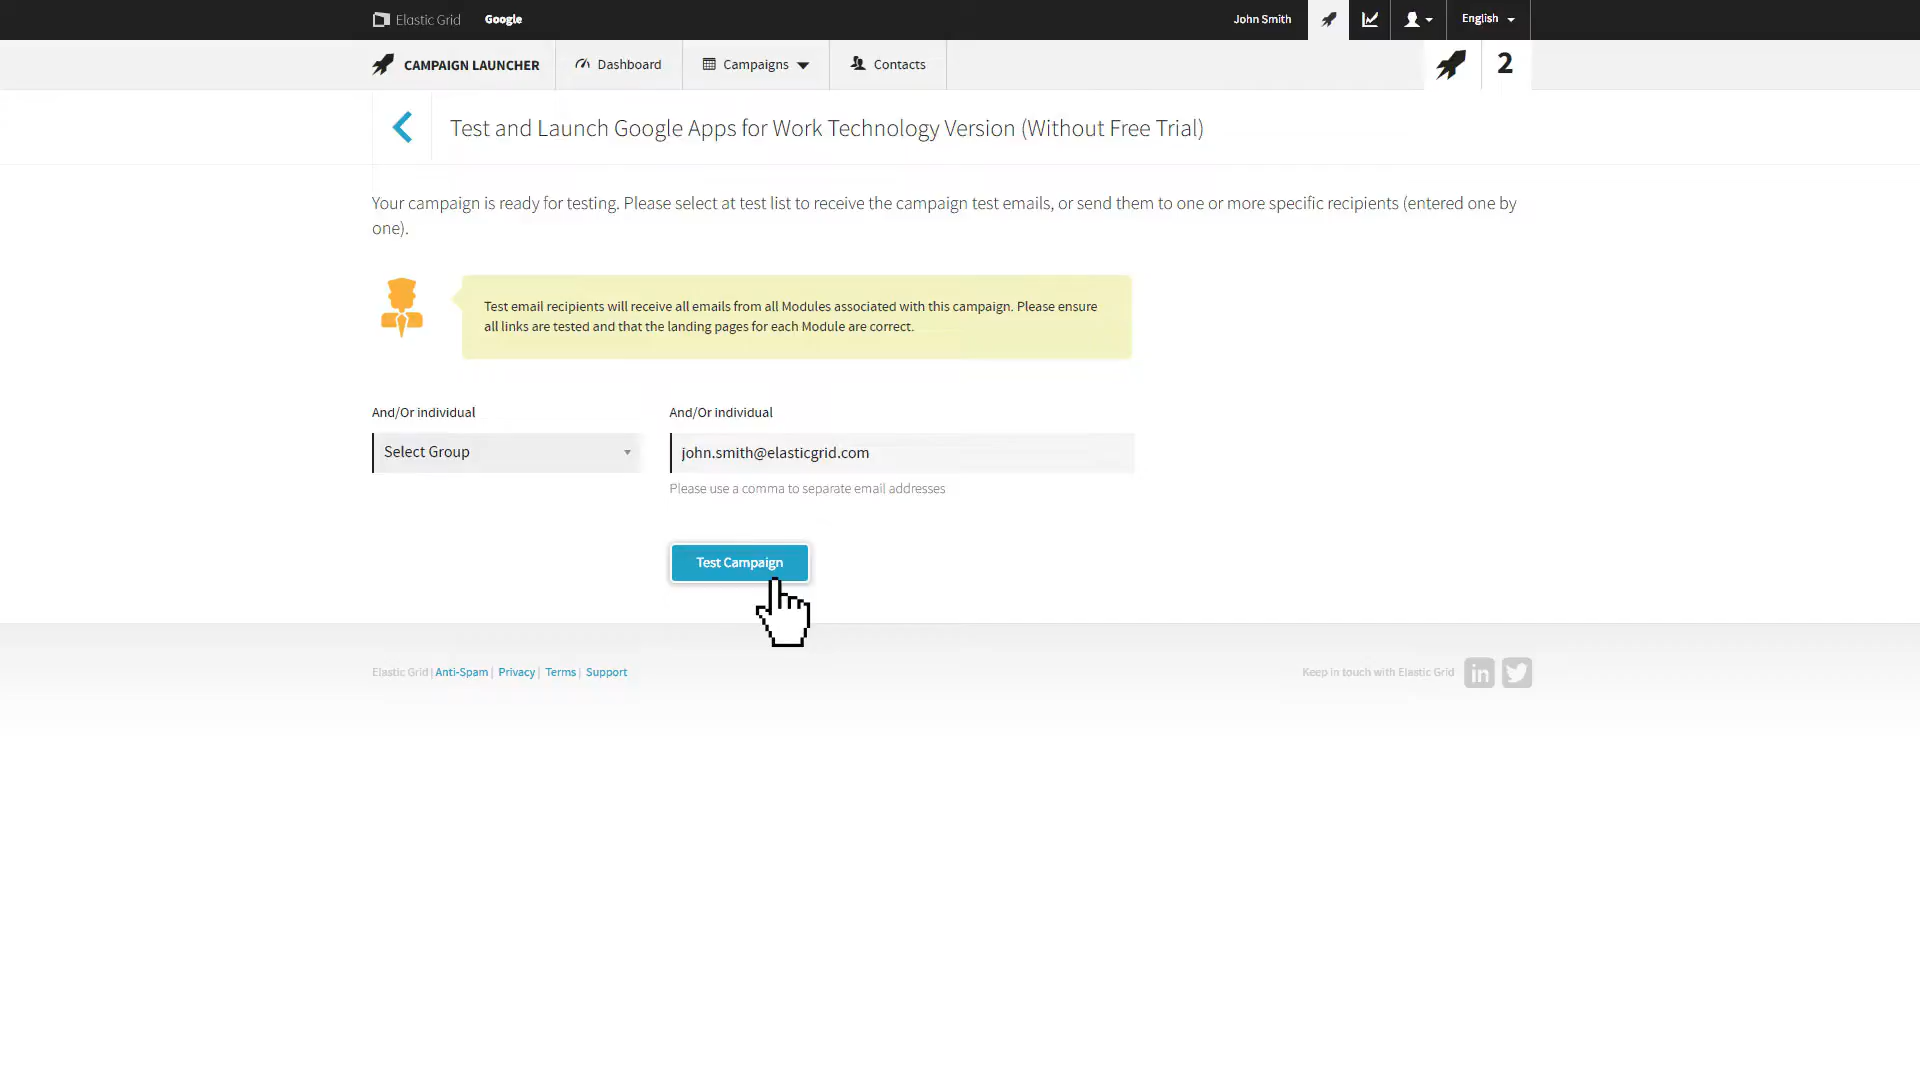 Elastic Grid
Google
John Smith
English
CAMPAIGN LAUNCHER
Dashboard
Campaigns
Contacts
2
Test and Launch Google Apps for Work Technology Version (Without Free Trial)
Your campaign is ready for testing. Please select at test list to receive the campaign test emails, or send them to one or more specific recipients (entered one by
one).
Test email recipients will receive all emails from all Modules associated with this campaign. Please ensure
all links are tested and that the landing pages for each Module are correct.
And/Or individual
And/Or individual
Select Group
john.smith@elasticgrid.com
Please use a comma to separate email addresses
Test Campaign
Elastic Grid | Anti-Spam | Privacy | Terms | Support
Keep in touch with Elastic Grid
in